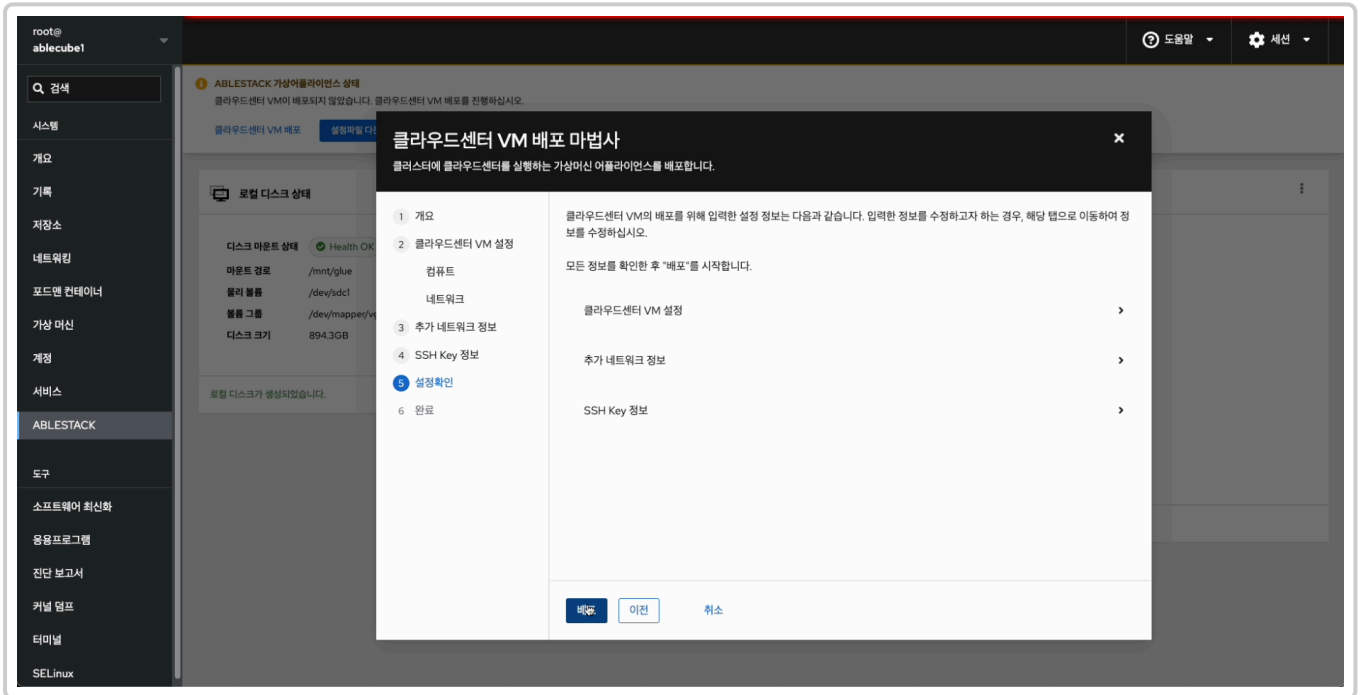 root@
ablecube1
도움말
세션
검색
시스템
개요
기록
저장소
네트워킹
포드맨 컨테이너
가상 머신
계정
서비스
ABLESTACK
도구
소프트웨어 최신화
응용프로그램
진단 보고서
커널 덤프
터미널
SELinux
ABLESTACK 가상어플라이언스 상태
클라우드센터 VM이 배포되지 않았습니다. 클라우드센터 VM 배포를 진행하십시오.
클라우드센터 VM 배포
설정파일
로컬 디스크 상태
디스크 마운트 상태 Health OK
마운트 경로 /mnt/glue
물리 볼륨 /dev/sdc1
볼륨 그룹 /dev/mapper/
디스크 크기 894.3GB
로컬 디스크가 생성되었습니다.
클라우드센터 VM 배포 마법사
클러스터에 클라우드센터를 실행하는 가상머신 어플라이언스를 배포합니다.
1 개요
2 클라우드센터 VM 설정
컴퓨트
네트워크
3 추가 네트워크 정보
4 SSH Key 정보
5 설정확인
6 완료
클라우드센터 VM의 배포를 위해 입력한 설정 정보는 다음과 같습니다. 입력한 정보를 수정하고자 하는 경우, 해당 탭으로 이동하여 정
보를 수정하십시오.
모든 정보를 확인한 후 "배포"를 시작합니다.
클라우드센터 VM 설정
추가 네트워크 정보
SSH Key 정보
배포 이전 취소